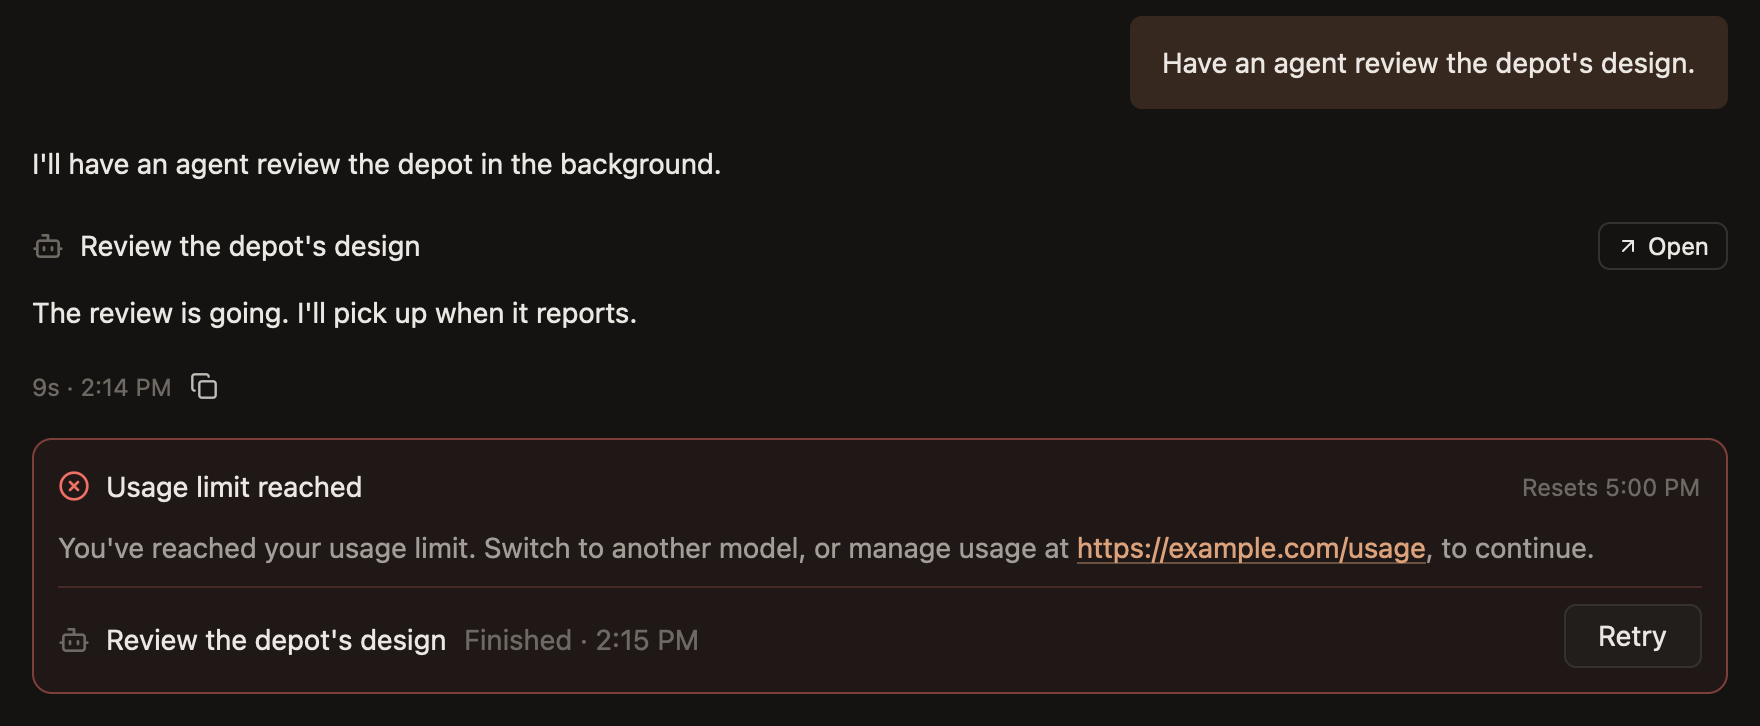 Have an agent review the depot's design.
I'll have an agent review the depot in the background.
Review the depot's design
Open
The review is going. I'll pick up when it reports.
9s · 2:14 PM
Usage limit reached
Resets 5:00 PM
You've reached your usage limit. Switch to another model, or manage usage at https://example.com/usage, to continue.
Review the depot's design Finished · 2:15 PM
Retry